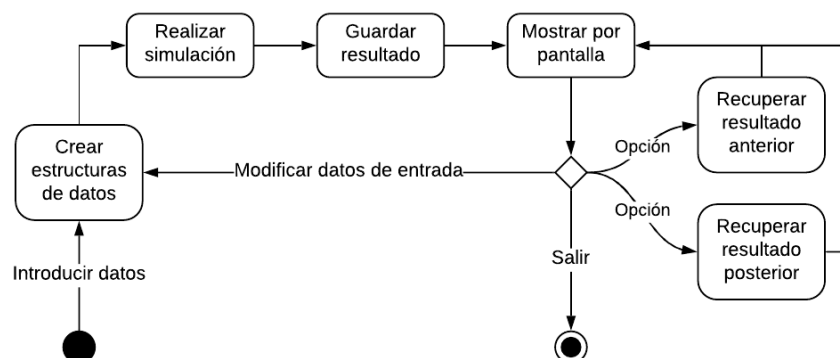 Realizar
simulación
Guardar
resultado
Mostrar por
pantalla
Recuperar
resultado
anterior
Opción
Crear
estructuras
de datos
Modificar datos de entrada
Opción
Recuperar
resultado
posterior
Salir
Introducir datos